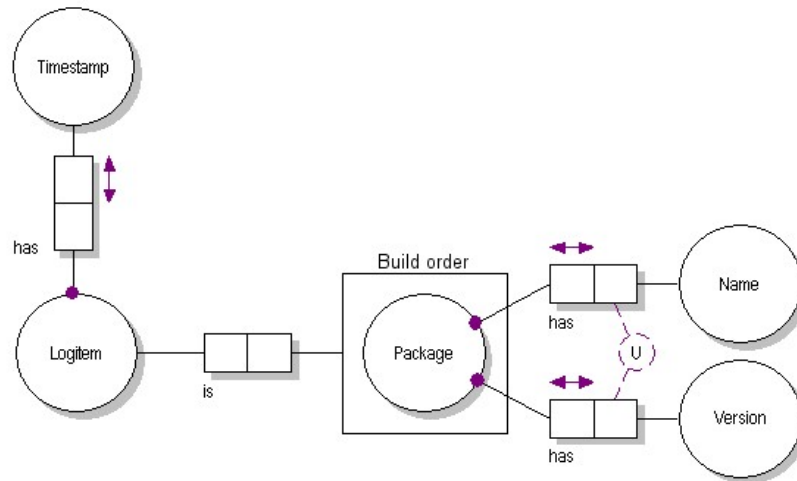 Timestamp
has
Build order
Logitem
is
Package
has
Name
U
has
Version